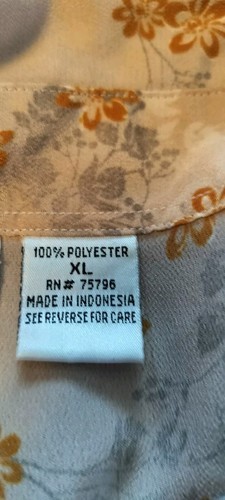 100% POLYESTER
XL
RN# 75796
MADE IN INDONESIA
SEE REVERSE FOR CARE